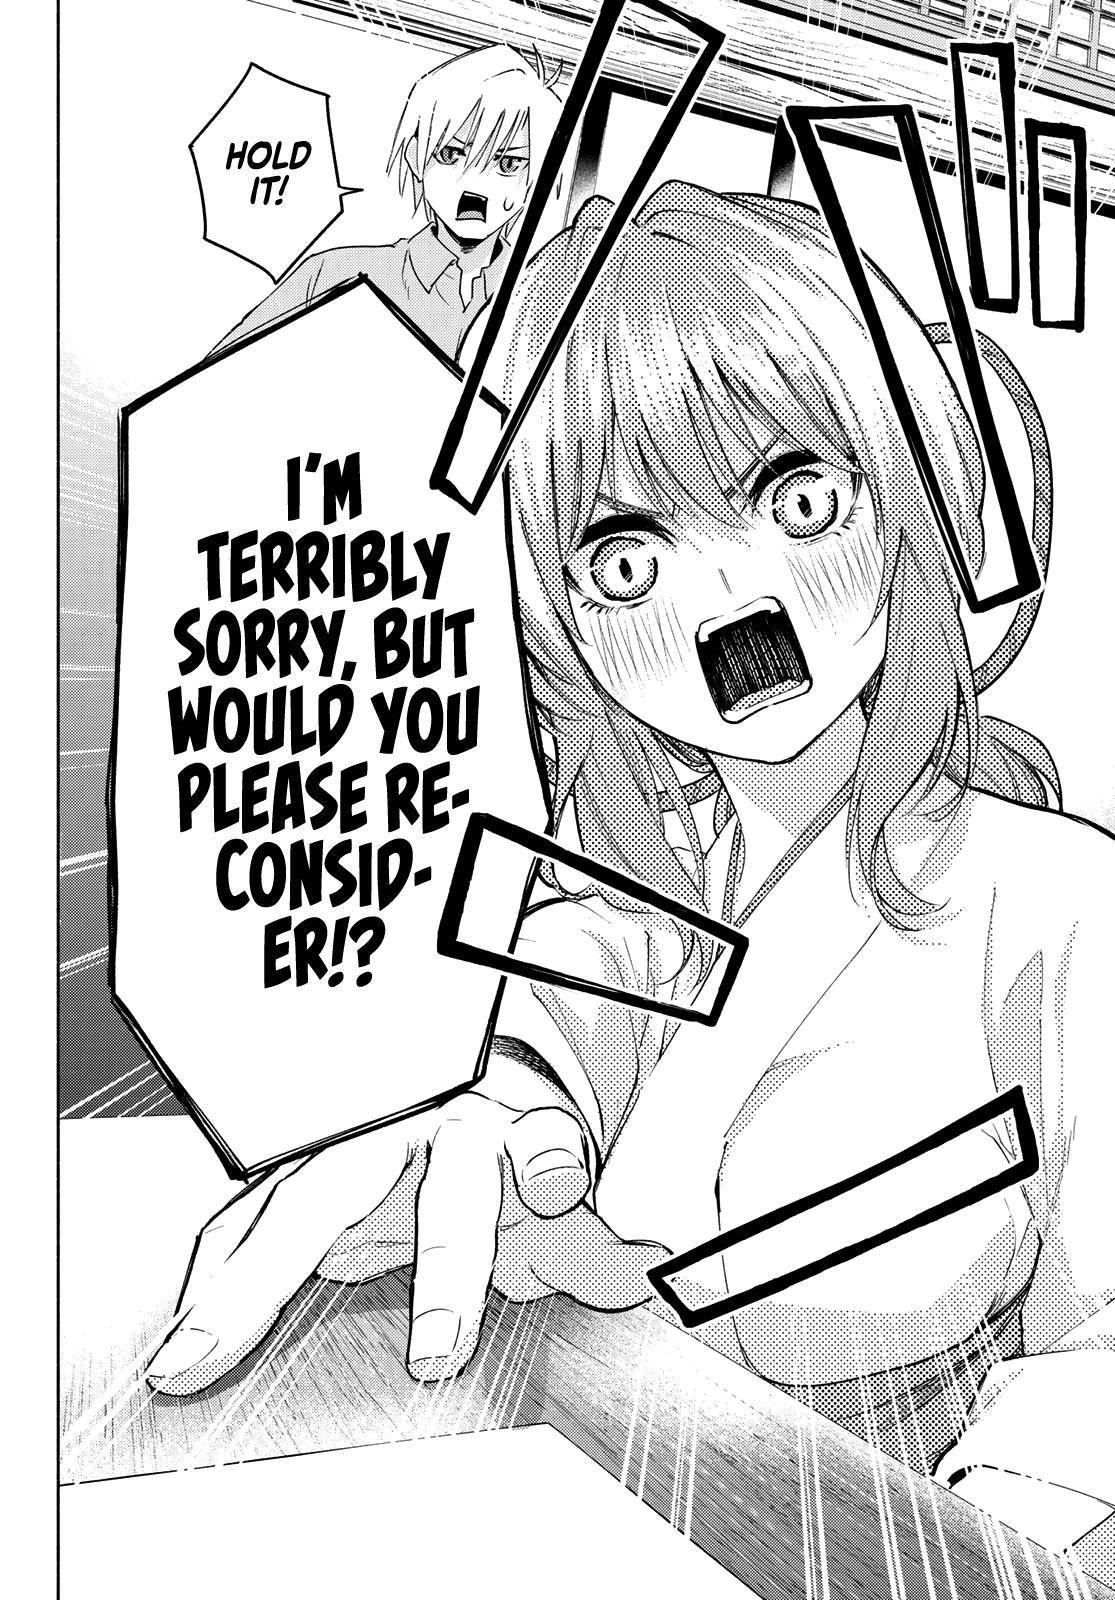 HOLD
IT!
I'M
TERRIBLY
SORRY, BUT
WOULD YOU
PLEASE RE-
CONSID-
ER!?